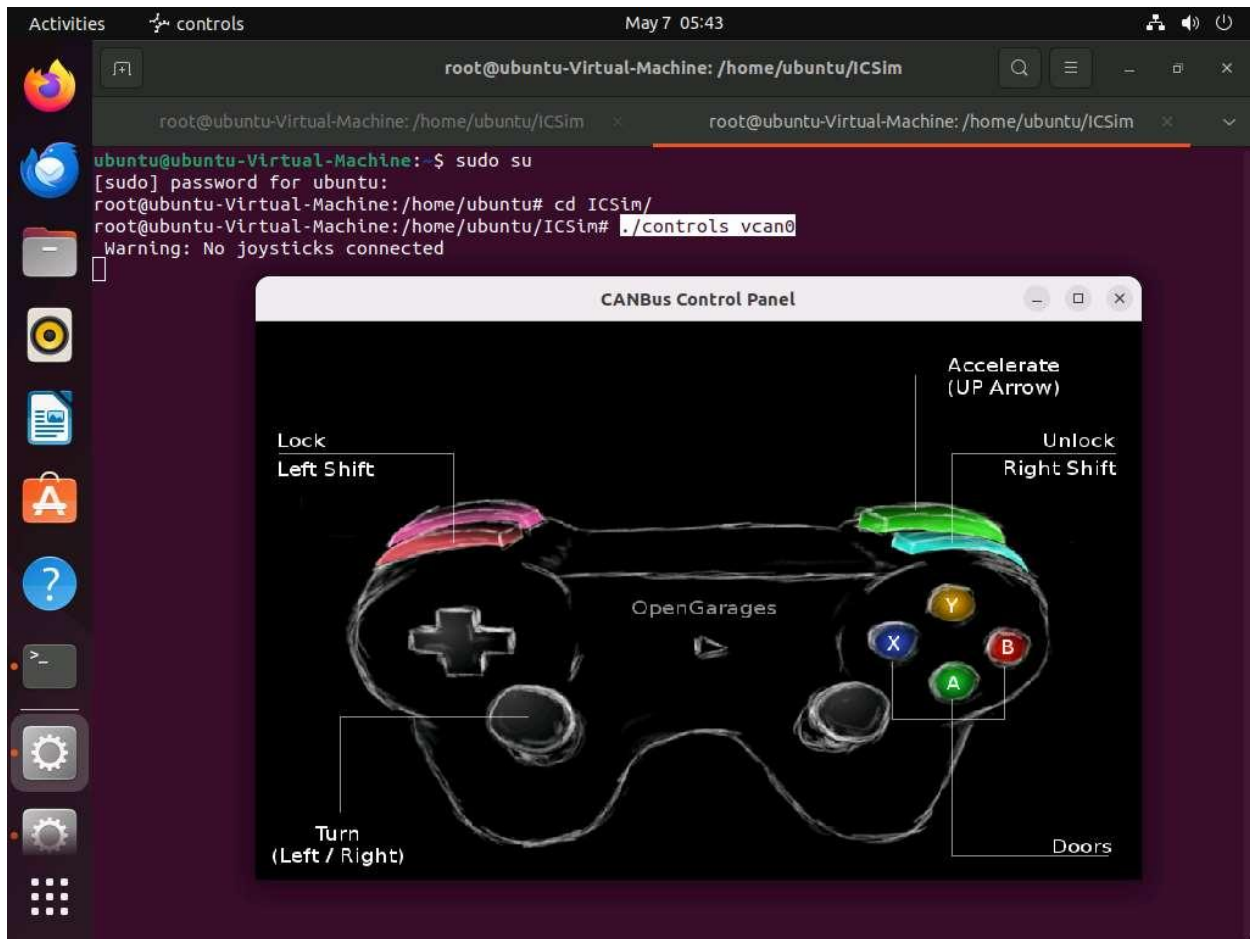 Activities controls May 7 05:43
root@ubuntu-Virtual-Machine: /home/ubuntu/ICSim
root@ubuntu-Virtual-Machine: /home/ubuntu/ICSim × root@ubuntu-Virtual-Machine: /home/ubuntu/ICSim ×
ubuntu@ubuntu-Virtual-Machine:~$ sudo su
[sudo] password for ubuntu:
root@ubuntu-Virtual-Machine:/home/ubuntu# cd ICSim/
root@ubuntu-Virtual-Machine:/home/ubuntu/ICSim# ./controls vcan0
Warning: No joysticks connected
CANBus Control Panel
Accelerate
(UP Arrow)
Lock
Left Shift
Unlock
Right Shift
OpenGarages
Y
X
B
A
Turn
(Left / Right)
Doors